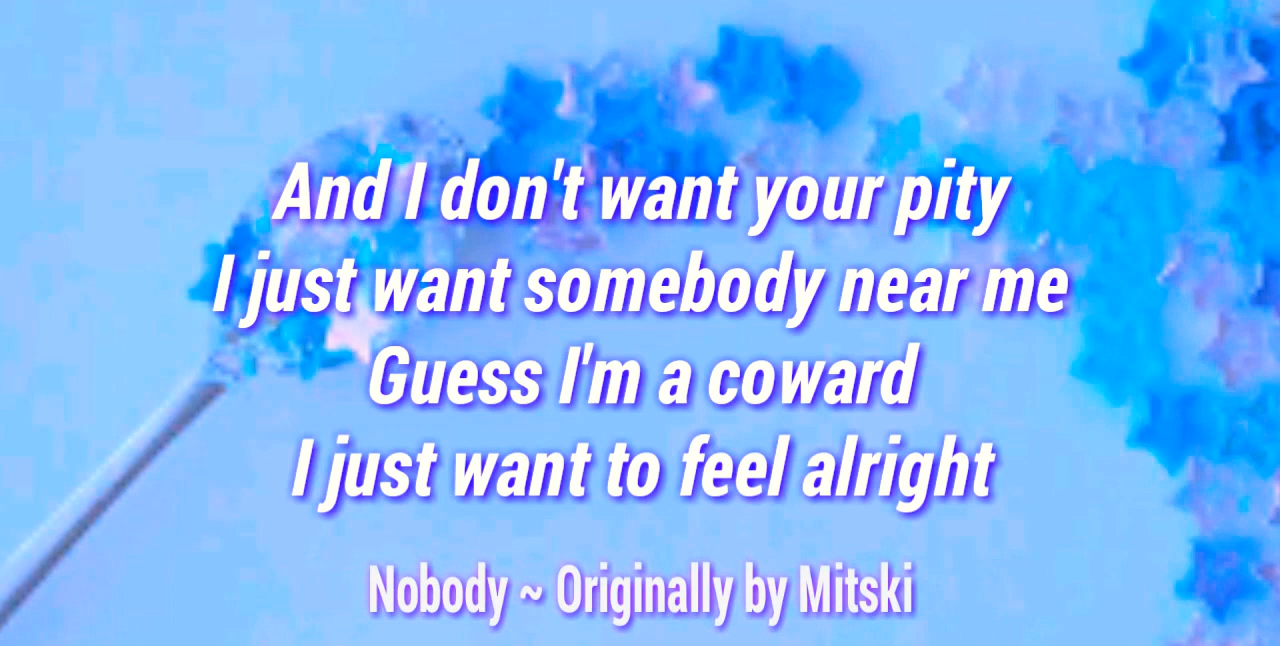 And I don't want your pity
I just want somebody near me
Guess I'm a coward
I just want to feel alright
Nobody ~ Originally by Mitski